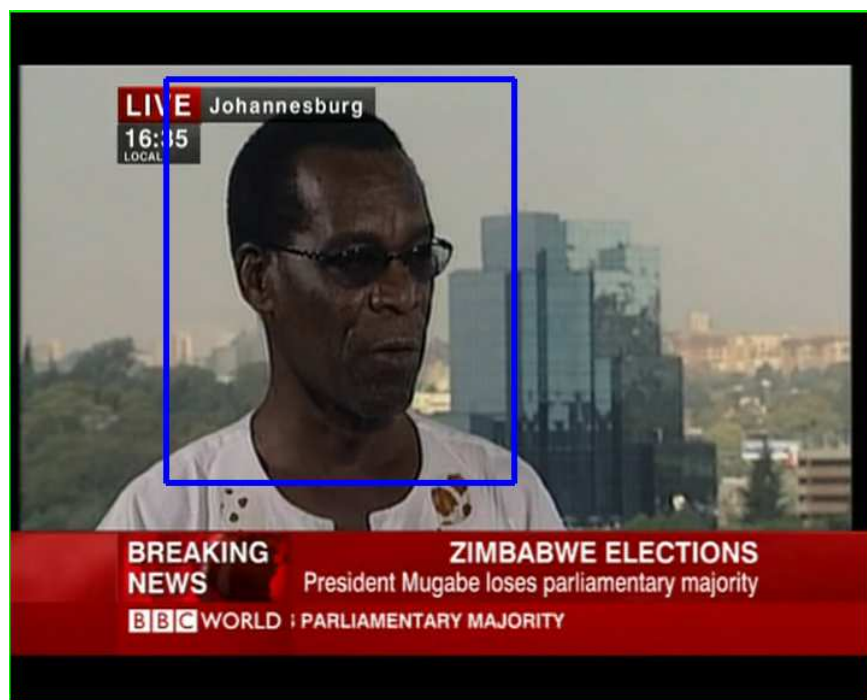 LIVE Johannesburg
16:35
LOCAL
BREAKING NEWS
ZIMBABWE ELECTIONS
President Mugabe loses parliamentary majority
BBC WORLD : PARLIAMENTARY MAJORITY